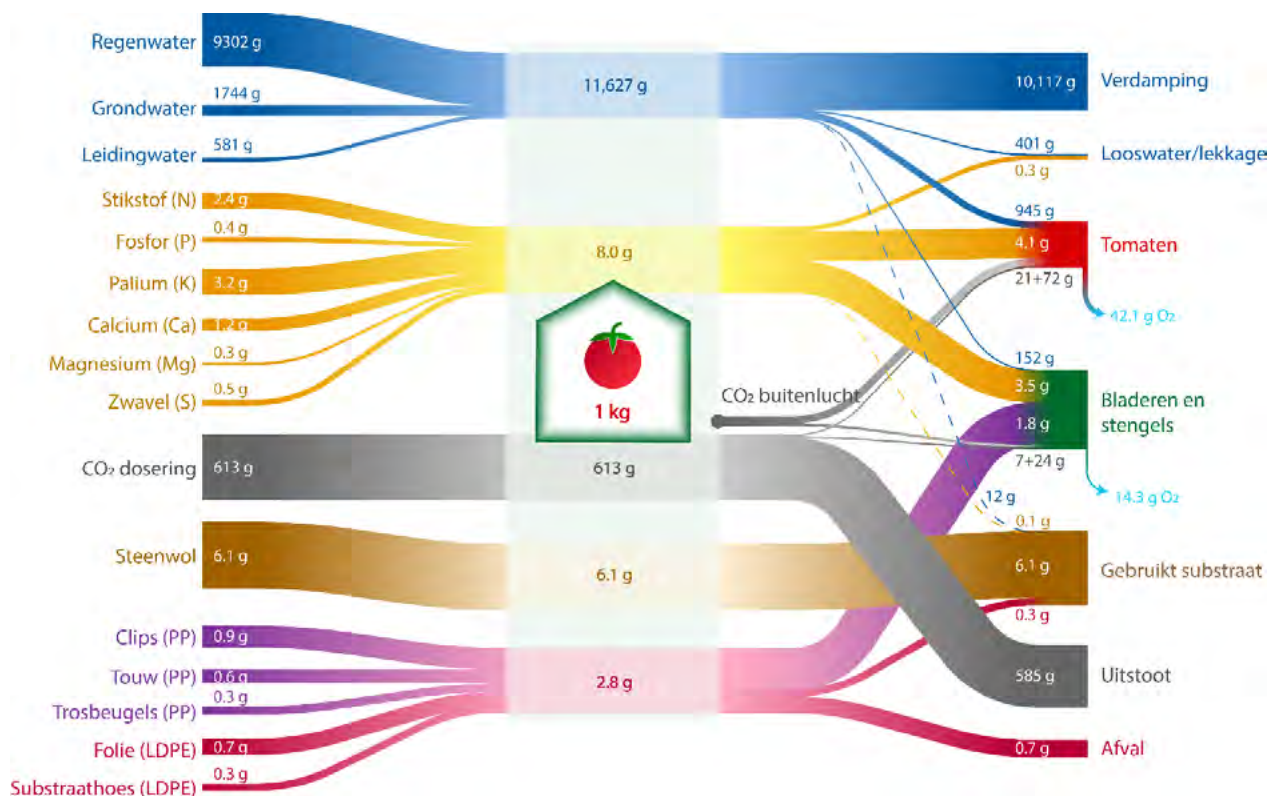 Regenwater
9302 g
Grondwater
1744 g
Leidingwater
581 g
Stikstof (N)
2.4 g
Fosfor (P)
0.4 g
Palium (K)
3.2 g
Calcium (Ca)
1.2 g
Magnesium (Mg)
0.3 g
Zwavel (S)
0.5 g
CO₂ dosering
613 g
Steenwol
6.1 g
Clips (PP)
0.9 g
Touw (PP)
0.6 g
Trosbeugels (PP)
0.3 g
Folie (LDPE)
0.7 g
Substraathoes (LDPE)
0.3 g
11,627 g
8.0 g
1 kg
613 g
6.1 g
2.8 g
CO₂ buitenlucht
10,117 g
Verdamping
401 g
Looswater/lekkage
0.3 g
945 g
4.1 g
Tomaten
21+72 g
42.1 g O₂
152 g
3.5 g
1.8 g
Bladeren en
stengels
7+24 g
14.3 g O₂
12 g
0.1 g
6.1 g
Gebruikt substraat
0.3 g
585 g
Uitstoot
0.7 g
Afval